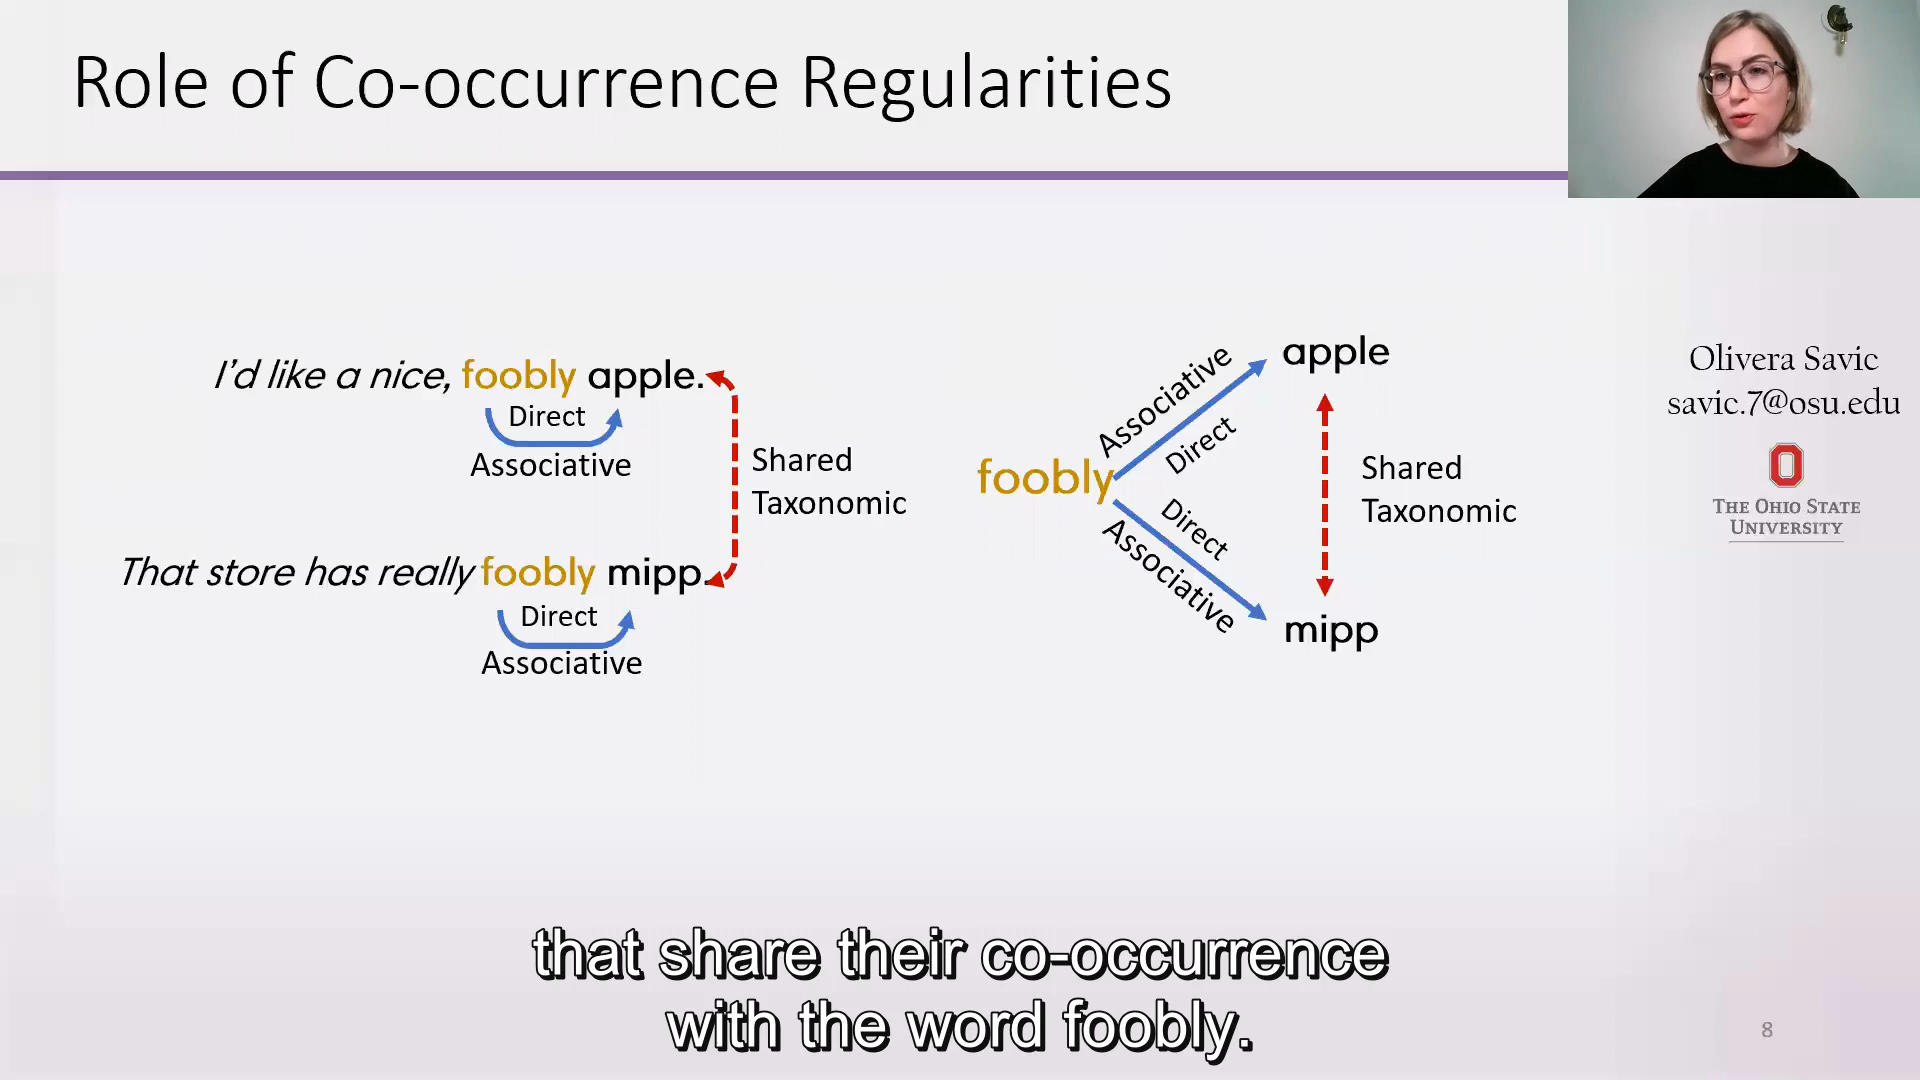 Role of Co-occurrence Regularities
I'd like a nice, foobly apple.
Direct
Associative
Shared
Taxonomic
That store has really foobly mipp.
Direct
Associative
foobly
Associative
Direct
apple
Shared
Taxonomic
Direct
Associative
mipp
Olivera Savic
savic.7@osu.edu
THE OHIO STATE
UNIVERSITY
that share their co-occurrence
with the word foobly.
8